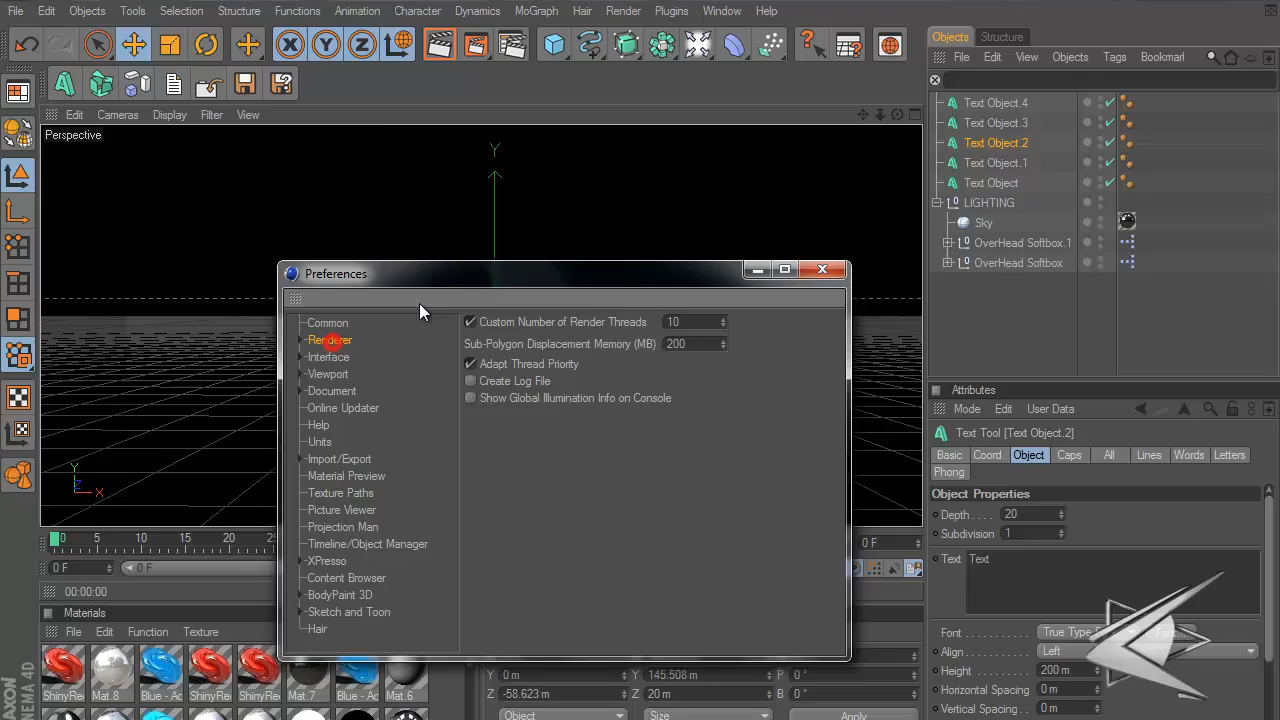 File Edit Objects Tools Selection Structure Functions Animation Character Dynamics MoGraph Hair Render Plugins Window Help
Objects Structure
File Edit View Objects Tags Bookmarl
Text Object.4
Text Object.3
Text Object.2
Text Object.1
Text Object
LIGHTING
Sky
OverHead Softbox.1
OverHead Softbox
Edit Cameras Display Filter View
Perspective
Y
Y
Z
X
Preferences
Common
Renderer
Interface
Viewport
Document
Online Updater
Help
Units
Import/Export
Material Preview
Texture Paths
Picture Viewer
Projection Man
Timeline/Object Manager
XPresso
Content Browser
BodyPaint 3D
Sketch and Toon
Hair
Custom Number of Render Threads 10
Sub-Polygon Displacement Memory (MB) 200
Adapt Thread Priority
Create Log File
Show Global Illumination Info on Console
Attributes
Mode Edit User Data
Text Tool [Text Object.2]
Basic Coord. Object Caps All Lines Words Letters
Phong
Object Properties
Depth . . . . 20
Subdivision 1
Text Text
Font . . . . . . . . . . . True Type
Align . . . . . . . . . . . Left
Height . . . . . . . . . 200 m
Horizontal Spacing 0 m
Vertical Spacing . . 0 m
0 5 10 15 20 0 F
0 F 0 F
00:00:00
Materials
File Edit Function Texture
ShinyRe Mat.8 Blue - Ac ShinyRe ShinyRe Mat.7 Blue - Ac Mat.6
Y 0 m Y 145.508 m P 0 °
Z -58.623 m Z 20 m B 0 °
Object Size Apply